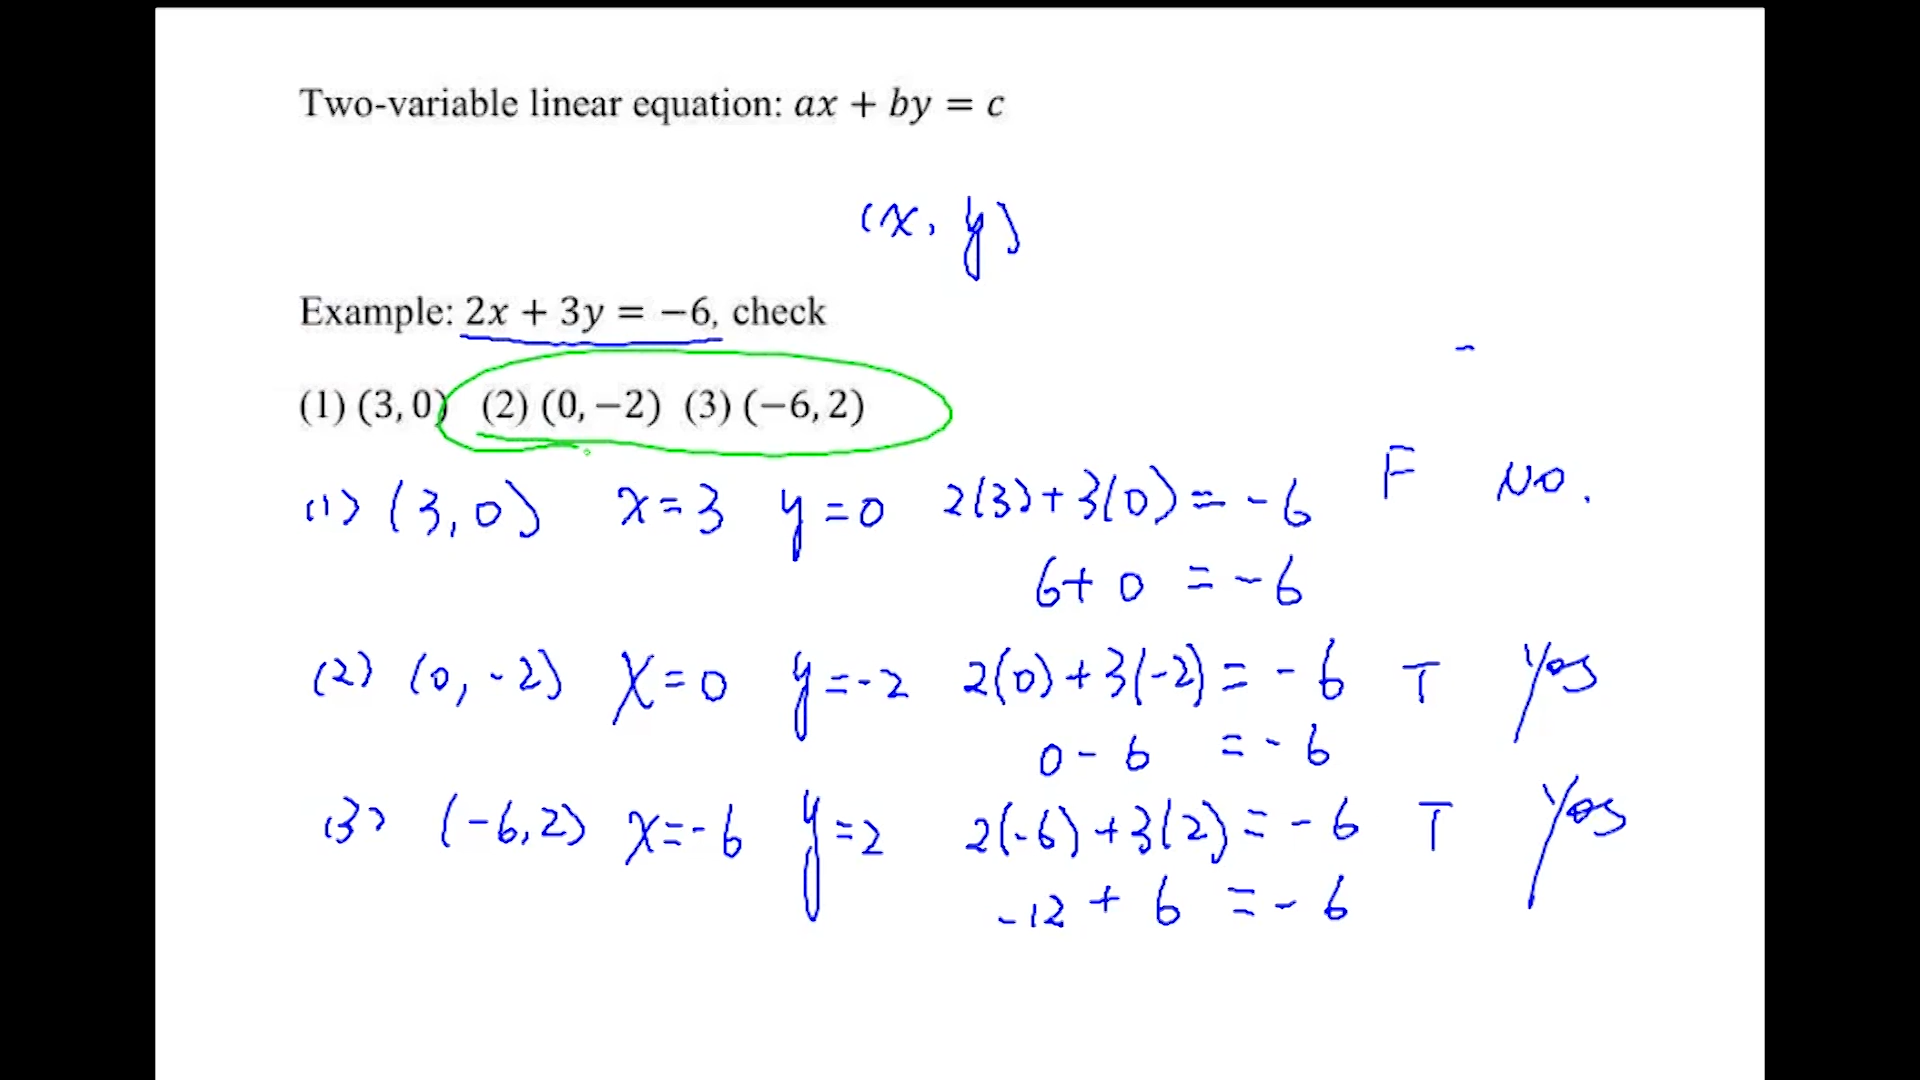 Two-variable linear equation: ax + by = c
(x, y)
Example: 2x + 3y = −6, check
(1) (3, 0) (2) (0, −2) (3) (−6, 2)
(1) (3, 0) x = 3 y = 0 2(3) + 3(0) = -6 F No.
6 + 0 = -6
(2) (0, -2) X = 0 y = -2 2(0) + 3(-2) = -6 T Yes
0 - 6 = -6
(3) (-6, 2) x = -6 y = 2 2(-6) + 3(2) = -6 T Yes
-12 + 6 = -6